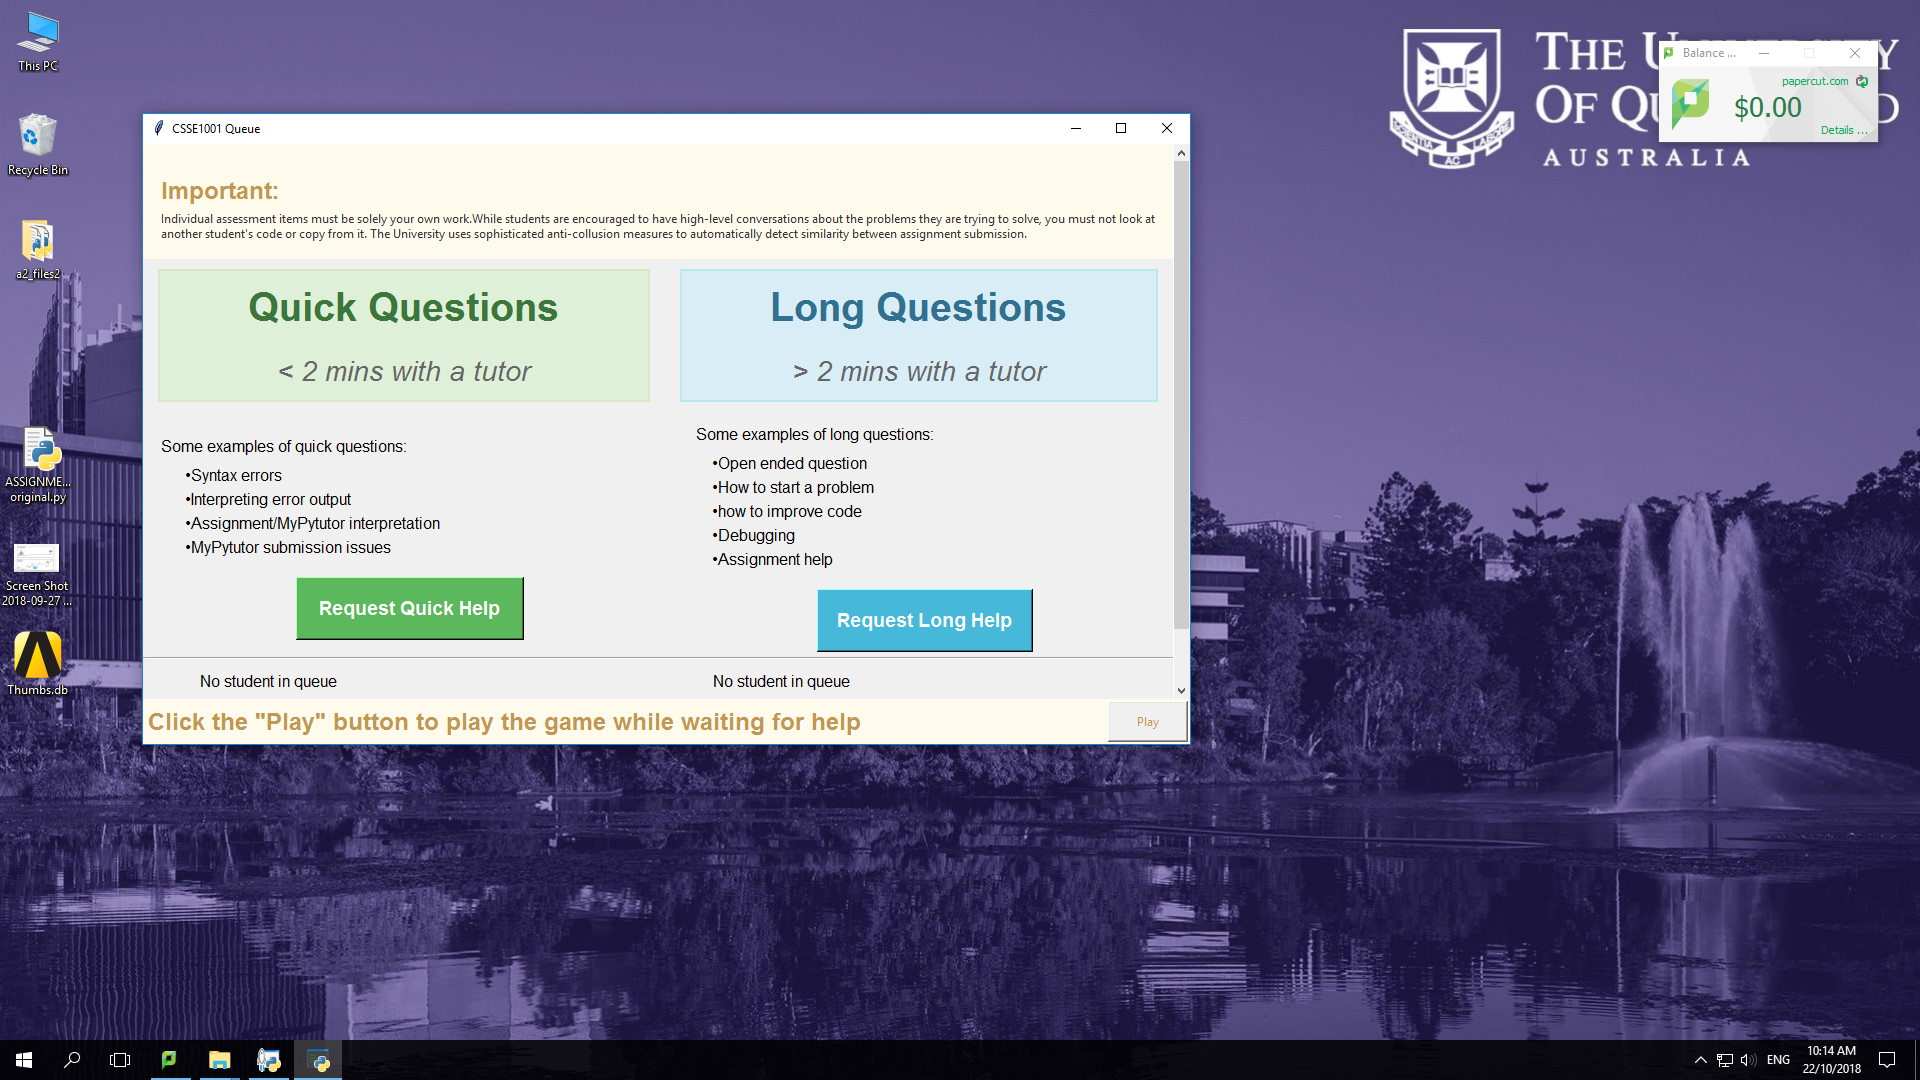 This PC
Recycle Bin
a2_files2
ASSIGNME...
original.py
Screen Shot
2018-09-27 ...
Thumbs.db
CSSE1001 Queue
Important:
Individual assessment items must be solely your own work.While students are encouraged to have high-level conversations about the problems they are trying to solve, you must not look at
another student's code or copy from it. The University uses sophisticated anti-collusion measures to automatically detect similarity between assignment submission.
Quick Questions
< 2 mins with a tutor
Some examples of quick questions:
•Syntax errors
•Interpreting error output
•Assignment/MyPytutor interpretation
•MyPytutor submission issues
Request Quick Help
No student in queue
Long Questions
> 2 mins with a tutor
Some examples of long questions:
•Open ended question
•How to start a problem
•how to improve code
•Debugging
•Assignment help
Request Long Help
No student in queue
Click the "Play" button to play the game while waiting for help
Play
THE
OF
AUSTRALIA
SCIENTIA AC LABORE
Balance ...
papercut.com
$0.00
Details ...
ENG
10:14 AM
22/10/2018